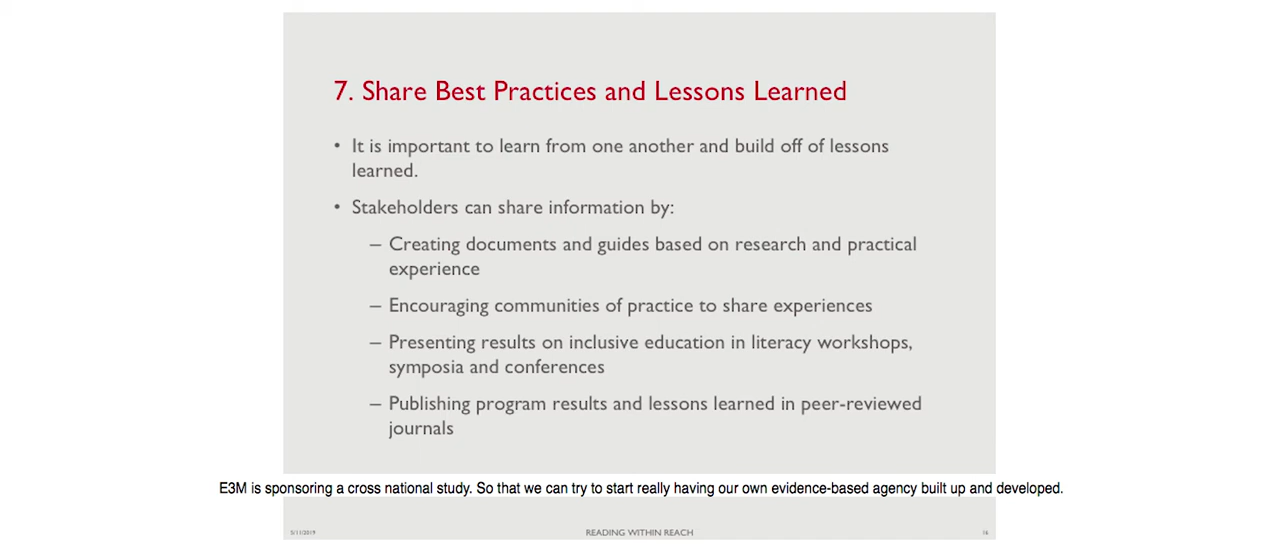 7. Share Best Practices and Lessons Learned
• It is important to learn from one another and build off of lessons
learned.
• Stakeholders can share information by:
– Creating documents and guides based on research and practical
experience
– Encouraging communities of practice to share experiences
– Presenting results on inclusive education in literacy workshops,
symposia and conferences
– Publishing program results and lessons learned in peer-reviewed
journals
E3M is sponsoring a cross national study. So that we can try to start really having our own evidence-based agency built up and developed.
5/11/2019
READING WITHIN REACH
16